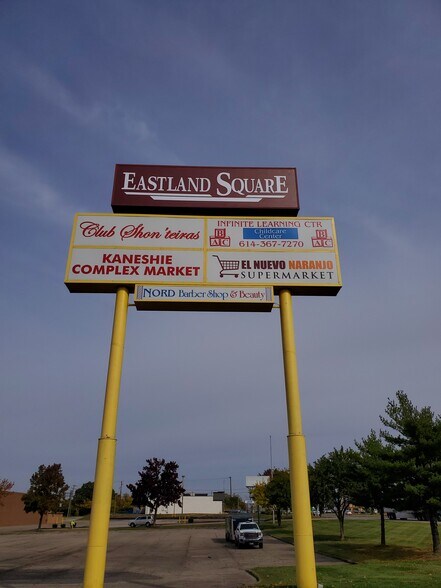 EASTLAND SQUARE
Club Shon'teiras
INFINITE LEARNING CTR
B
A C
Childcare
Center
B
A C
614-367-7270
KANESHIE
COMPLEX MARKET
EL NUEVO NARANJO
SUPERMARKET
NORD Barber Shop & Beauty